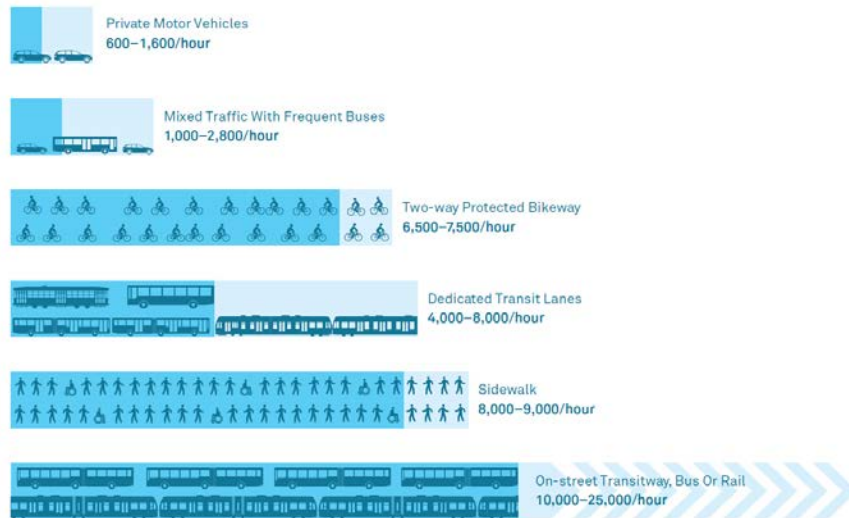 Private Motor Vehicles
600–1,600/hour
Mixed Traffic With Frequent Buses
1,000–2,800/hour
Two-way Protected Bikeway
6,500–7,500/hour
Dedicated Transit Lanes
4,000–8,000/hour
Sidewalk
8,000–9,000/hour
On-street Transitway, Bus Or Rail
10,000–25,000/hour